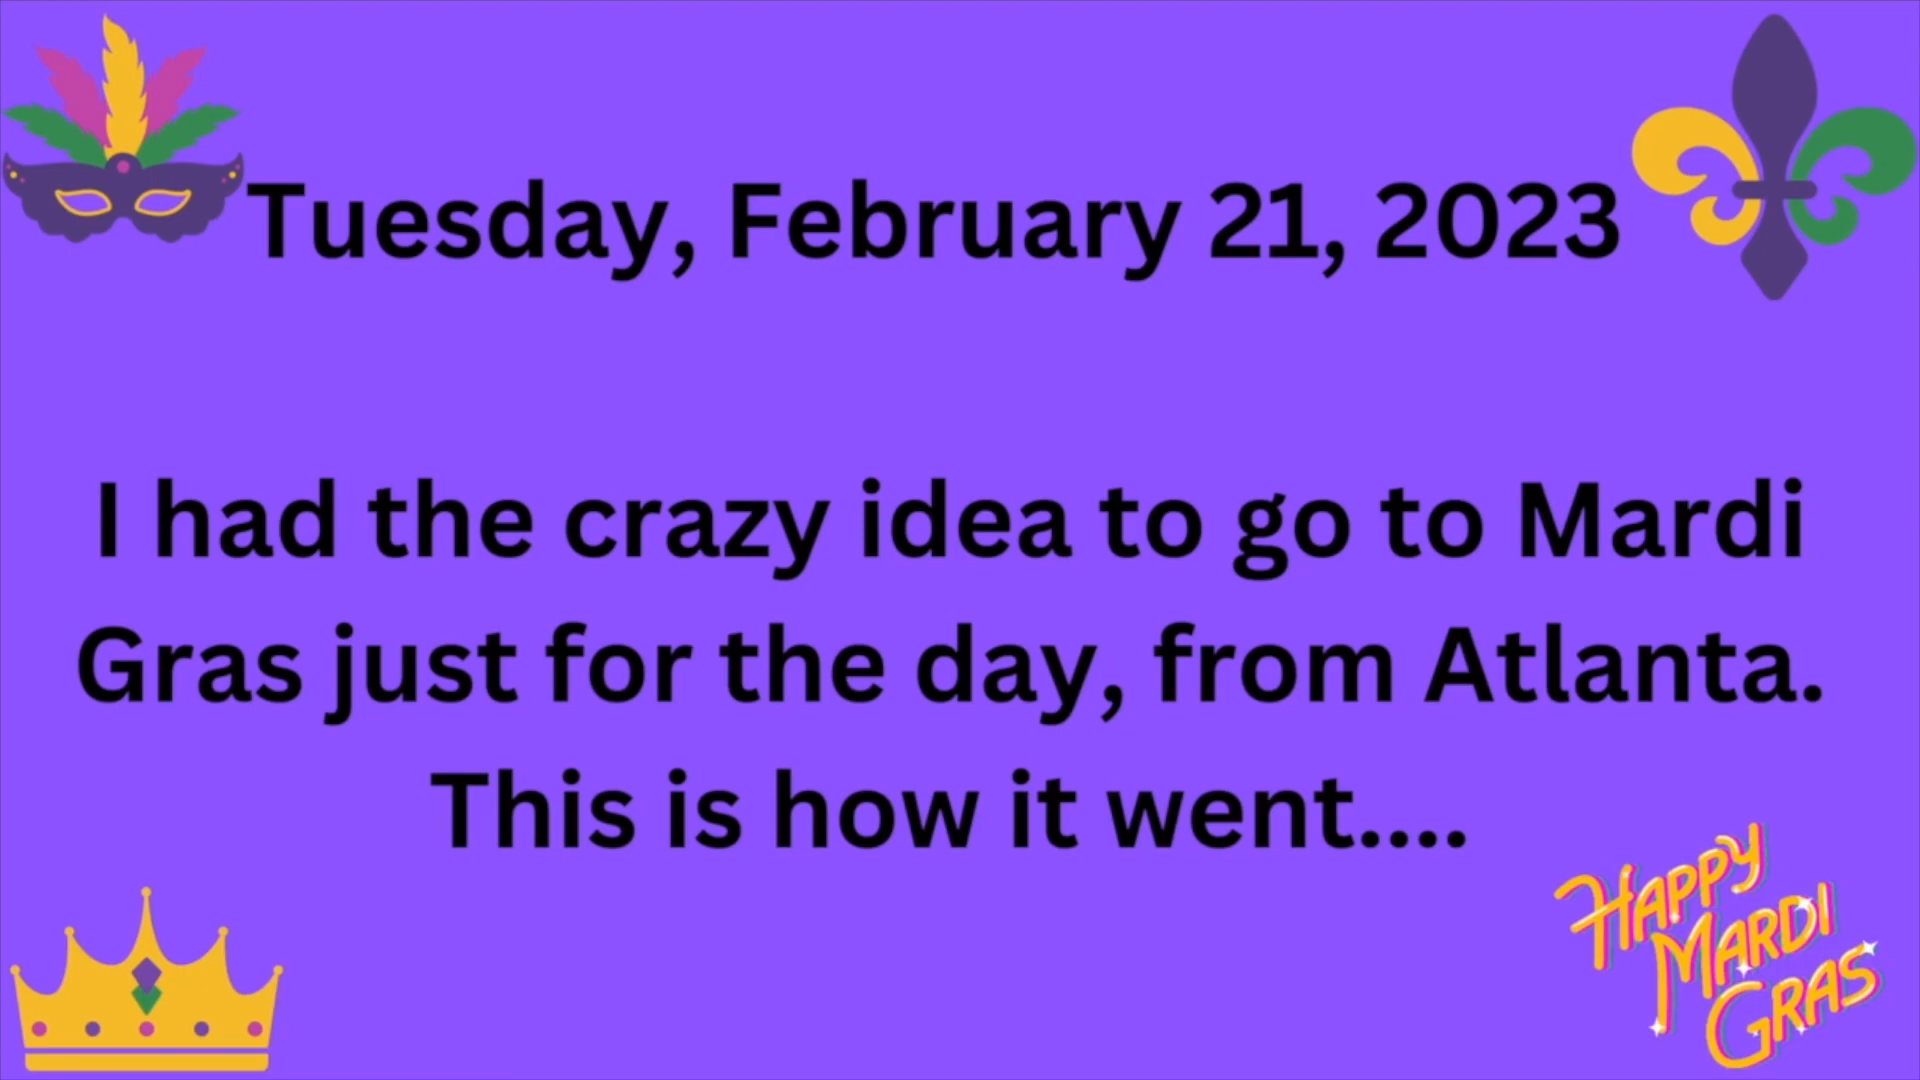 Tuesday, February 21, 2023
I had the crazy idea to go to Mardi
Gras just for the day, from Atlanta.
This is how it went....
HAPPY
MARDI
GRAS